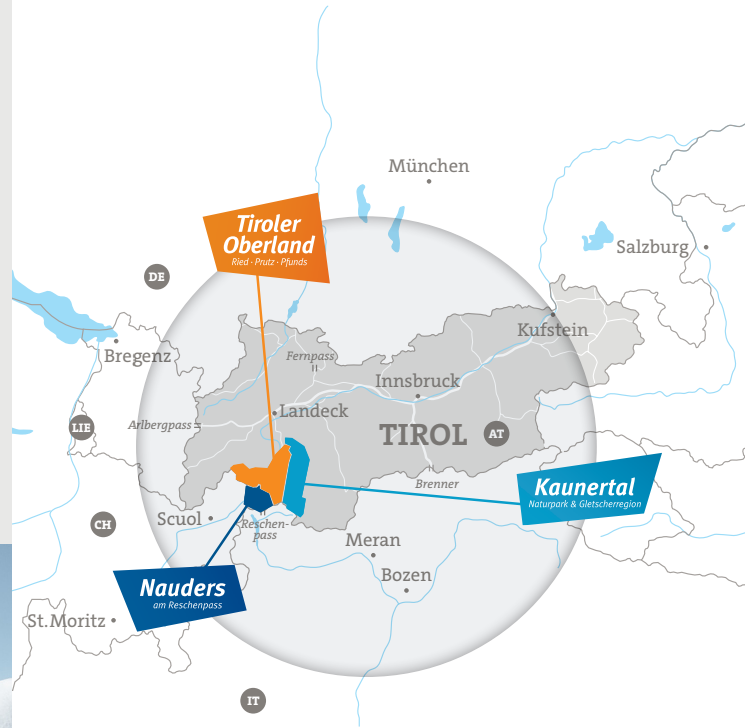 München
Tiroler
Oberland
Ried · Prutz · Pfunds
Salzburg
DE
Kufstein
Bregenz
Fernpass
Innsbruck
Landeck
Arlbergpass
LIE
TIROL
AT
Brenner
Kaunertal
Naturpark & Gletscherregion
CH
Scuol
Reschen-
pass
Meran
Bozen
Nauders
am Reschenpass
St.Moritz
IT